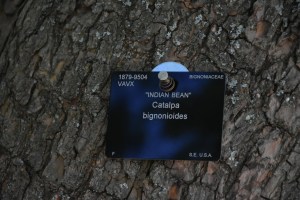 1879-9504 BIGNONIACEAE
VAVX
"INDIAN BEAN"
Catalpa
bignonioides
F S.E. U.S.A